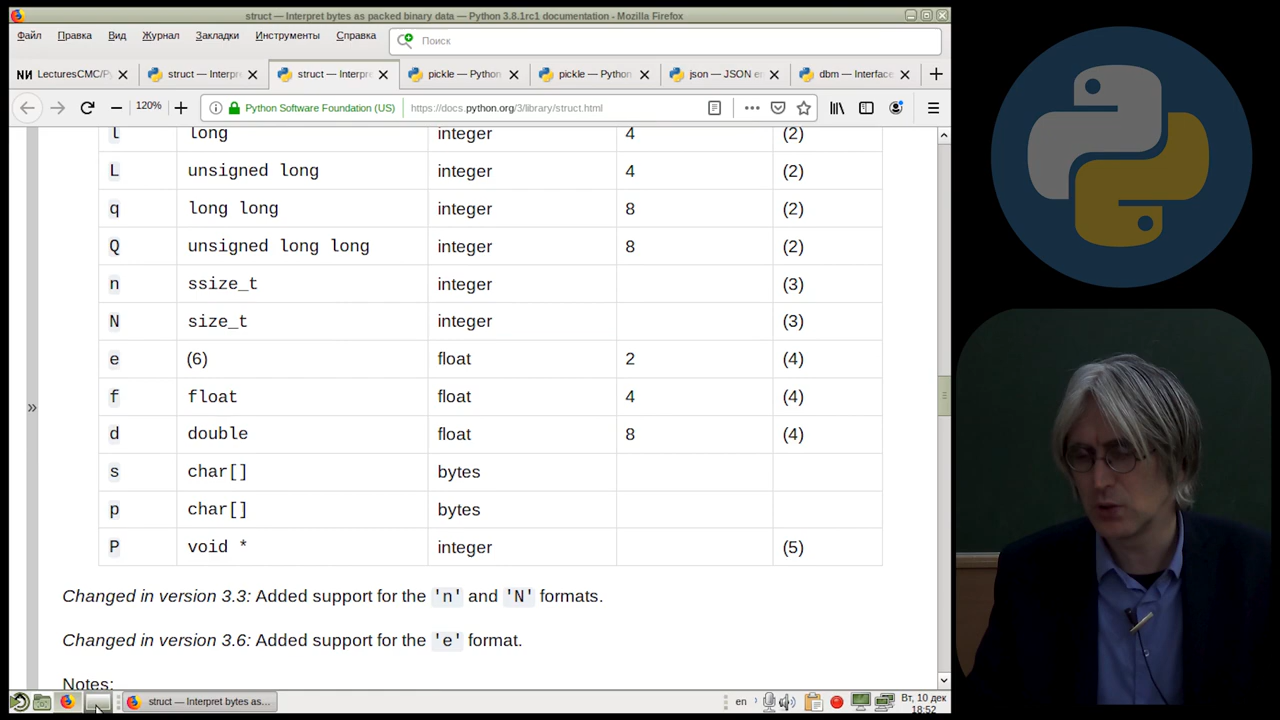 struct — Interpret bytes as packed binary data — Python 3.8.1rc1 documentation - Mozilla Firefox
Файл Правка Вид Журнал Закладки Инструменты Справка Поиск
LecturesCMC/Py struct — Interpr struct — Interpre pickle — Python pickle — Python json — JSON en dbm — Interface
120% Python Software Foundation (US) https://docs.python.org/3/library/struct.html
l long integer 4 (2)
L unsigned long integer 4 (2)
q long long integer 8 (2)
Q unsigned long long integer 8 (2)
n ssize_t integer (3)
N size_t integer (3)
e (6) float 2 (4)
f float float 4 (4)
d double float 8 (4)
s char[] bytes
p char[] bytes
P void * integer (5)
Changed in version 3.3: Added support for the 'n' and 'N' formats.
Changed in version 3.6: Added support for the 'e' format.
Notes:
struct — Interpret bytes as... en Вт, 10 дек
18:52